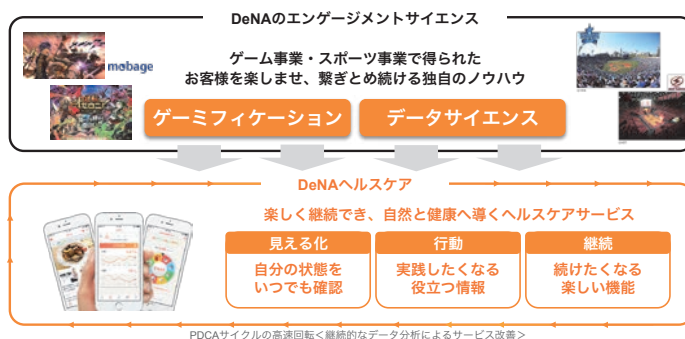 DeNAのエンゲージメントサイエンス
mobage
ゲーム事業・スポーツ事業で得られた
お客様を楽しませ、繋ぎとめ続ける独自のノウハウ
ゲーミフィケーション
データサイエンス
DeNAヘルスケア
楽しく継続でき、自然と健康へ導くヘルスケアサービス
見える化
行動
継続
自分の状態を
いつでも確認
実践したくなる
役立つ情報
続けたくなる
楽しい機能
PDCAサイクルの高速回転＜継続的なデータ分析によるサービス改善＞